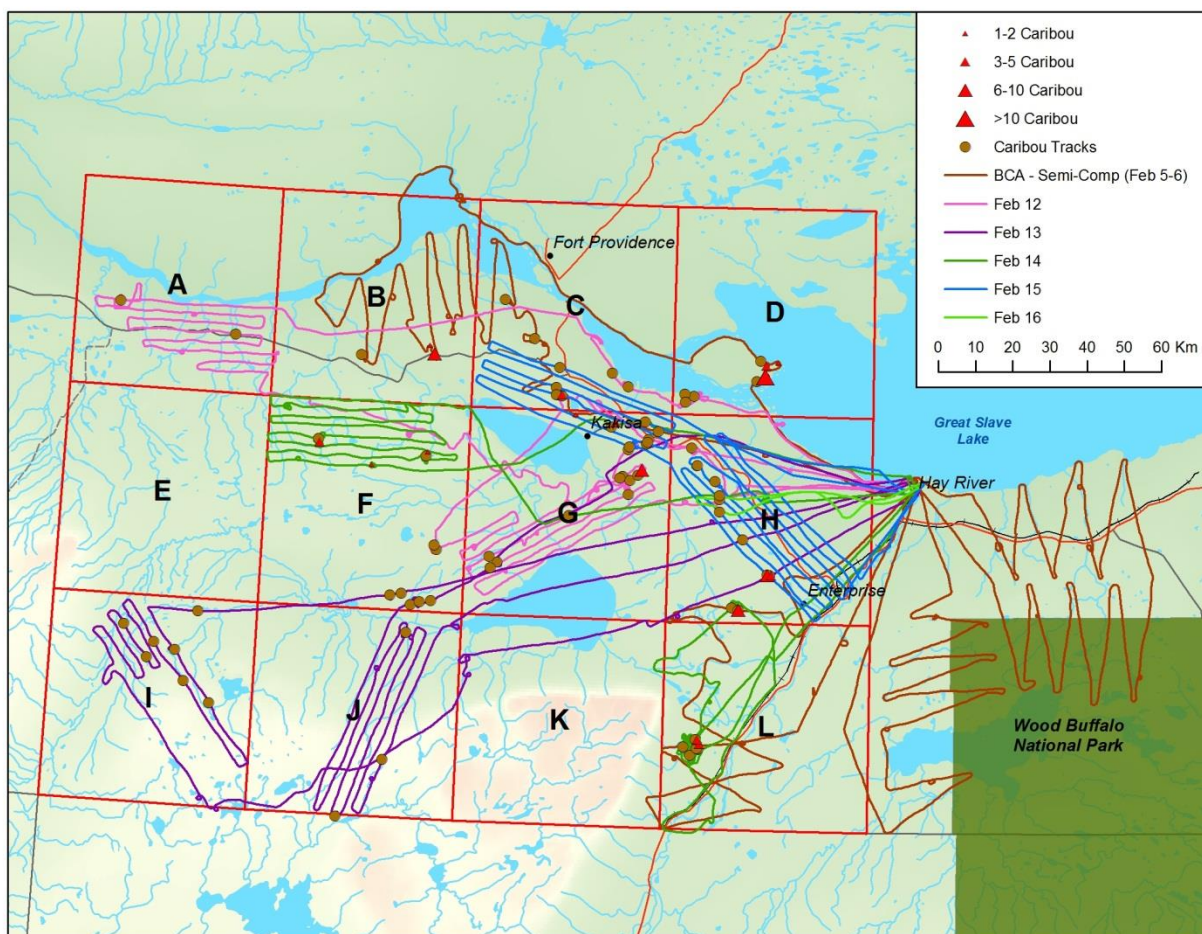 1-2 Caribou
3-5 Caribou
6-10 Caribou
>10 Caribou
Caribou Tracks
BCA - Semi-Comp (Feb 5-6)
Feb 12
Feb 13
Feb 14
Feb 15
Feb 16
0 10 20 30 40 50 60 Km
Fort Providence
A
B
C
D
Great Slave
Lake
Kakisa
Hay River
E
F
G
H
Enterprise
I
J
K
L
Wood Buffalo
National Park